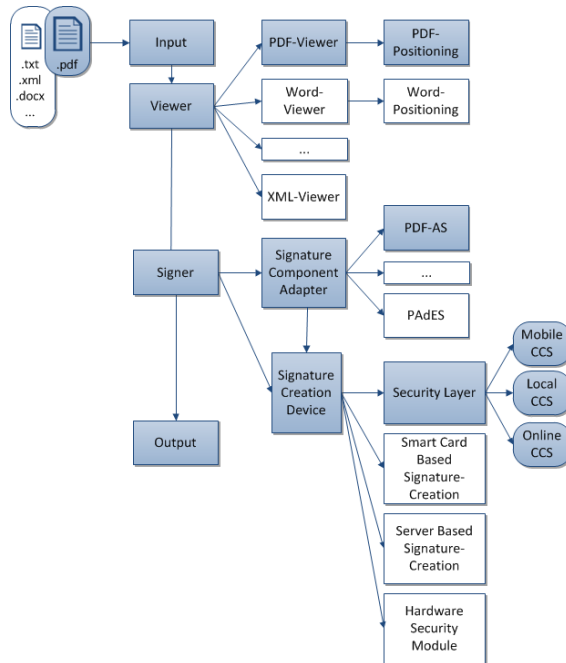 .txt
.xml
.docx
...
.pdf
Input
Viewer
PDF-Viewer
PDF-
Positioning
Word-
Viewer
Word-
Positioning
...
XML-Viewer
Signer
Signature
Component
Adapter
PDF-AS
...
PAdES
Signature
Creation
Device
Security Layer
Mobile
CCS
Local
CCS
Online
CCS
Output
Smart Card
Based
Signature-
Creation
Server Based
Signature-
Creation
Hardware
Security
Module